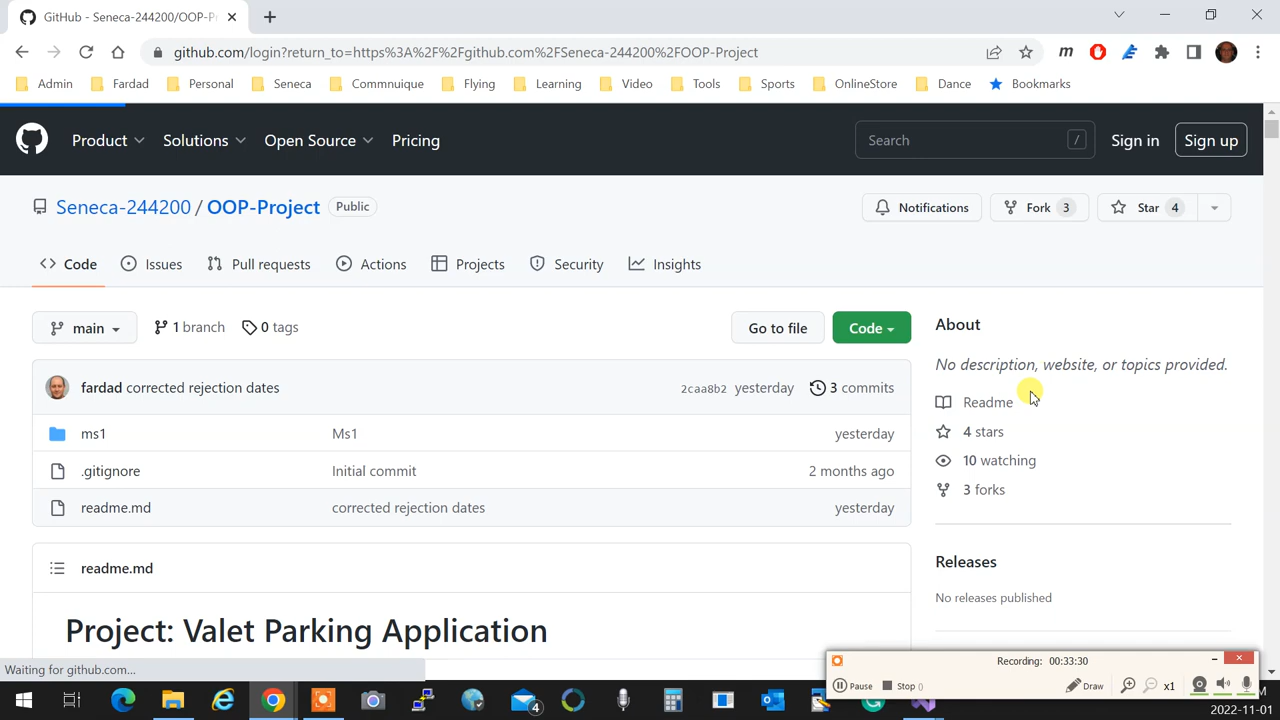 GitHub - Seneca-244200/OOP-P
github.com/login?return_to=https%3A%2F%2Fgithub.com%2FSeneca-244200%2FOOP-Project
m
Admin Fardad Personal Seneca Commnuique Flying Learning Video Tools Sports OnlineStore Dance Bookmarks
Product Solutions Open Source Pricing Search / Sign in Sign up
Seneca-244200 / OOP-Project Public Notifications Fork 3 Star 4
Code Issues Pull requests Actions Projects Security Insights
main 1 branch 0 tags Go to file Code About
No description, website, or topics provided.
fardad corrected rejection dates 2caa8b2 yesterday 3 commits
Readme
ms1 Ms1 yesterday
4 stars
.gitignore Initial commit 2 months ago
10 watching
3 forks
readme.md corrected rejection dates yesterday
Releases
readme.md
No releases published
Project: Valet Parking Application
Waiting for github.com...
Recording: 00:33:30
Pause Stop () Draw x1
4
M
2022-11-01